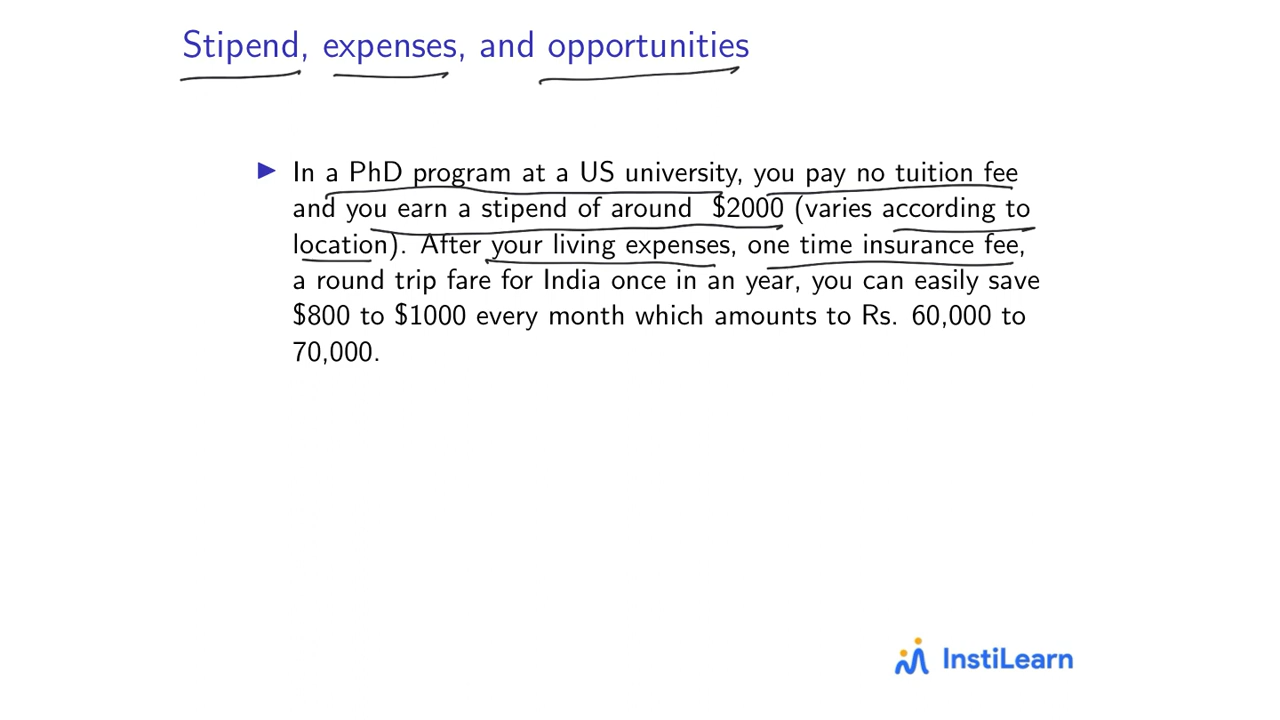 Stipend, expenses, and opportunities
In a PhD program at a US university, you pay no tuition fee
and you earn a stipend of around $2000 (varies according to
location). After your living expenses, one time insurance fee,
a round trip fare for India once in an year, you can easily save
$800 to $1000 every month which amounts to Rs. 60,000 to
70,000.
InstiLearn